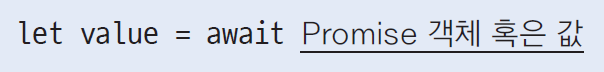 let value = await Promise 객체 혹은 값